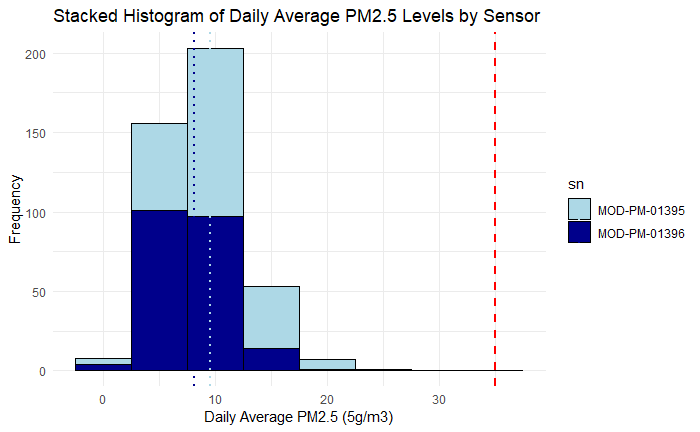 Stacked Histogram of Daily Average PM2.5 Levels by Sensor
200
150
100
50
0
Frequency
0 10 20 30
Daily Average PM2.5 (5g/m3)
sn
MOD-PM-01395
MOD-PM-01396